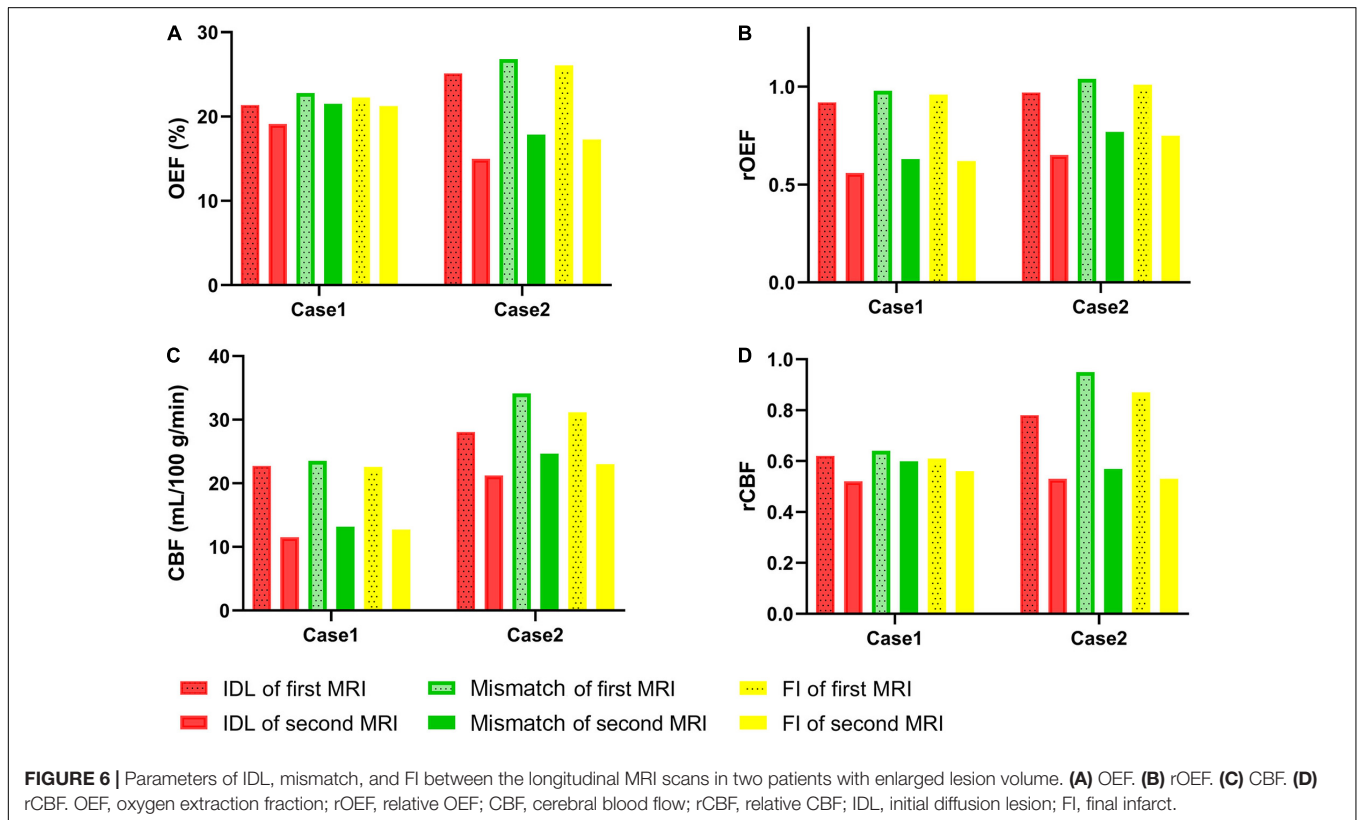 A
OEF (%)
30
20
10
0
Case1 Case2
B
rOEF
1.0
0.5
0.0
Case1 Case2
C
CBF (mL/100 g/min)
40
30
20
10
0
Case1 Case2
D
rCBF
1.0
0.8
0.6
0.4
0.2
0.0
Case1 Case2
IDL of first MRI Mismatch of first MRI FI of first MRI
IDL of second MRI Mismatch of second MRI FI of second MRI
FIGURE 6 | Parameters of IDL, mismatch, and FI between the longitudinal MRI scans in two patients with enlarged lesion volume. (A) OEF. (B) rOEF. (C) CBF. (D)
rCBF. OEF, oxygen extraction fraction; rOEF, relative OEF; CBF, cerebral blood flow; rCBF, relative CBF; IDL, initial diffusion lesion; FI, final infarct.